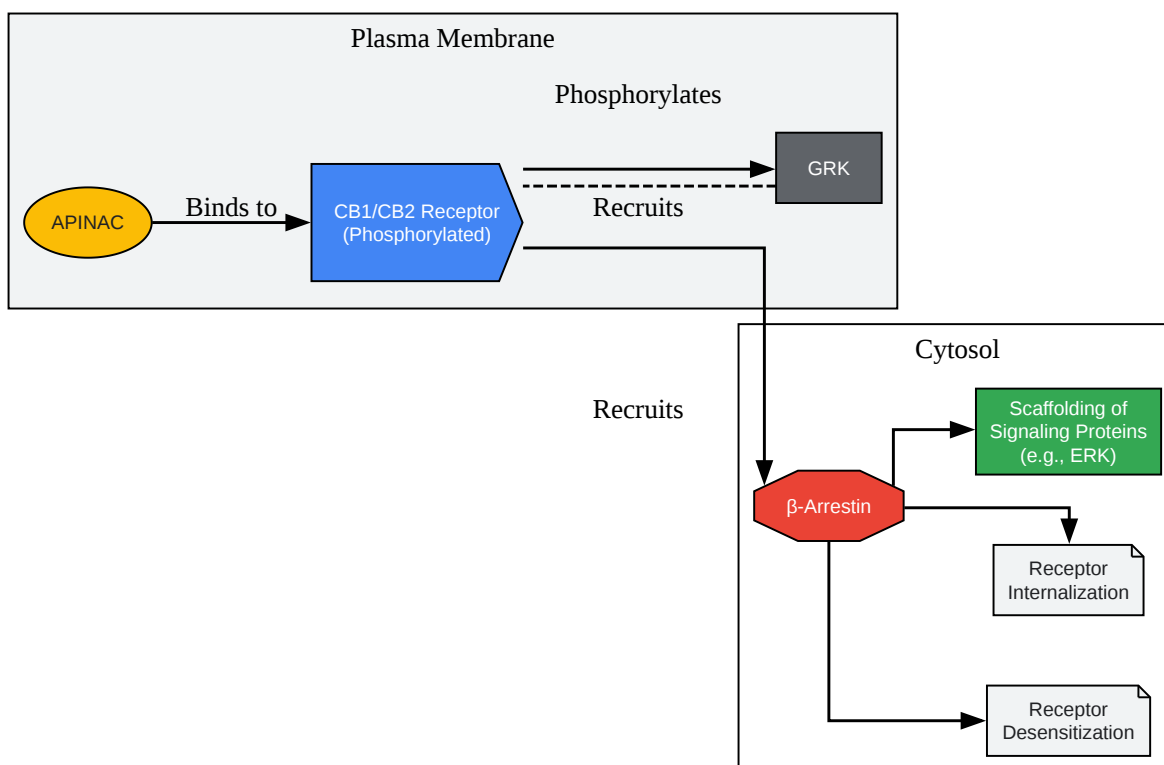 Plasma Membrane
Phosphorylates
GRK
APINAC
Binds to
CB1/CB2 Receptor
(Phosphorylated)
Recruits
Cytosol
Recruits
Scaffolding of
Signaling Proteins
(e.g., ERK)
β-Arrestin
Receptor
Internalization
Receptor
Desensitization